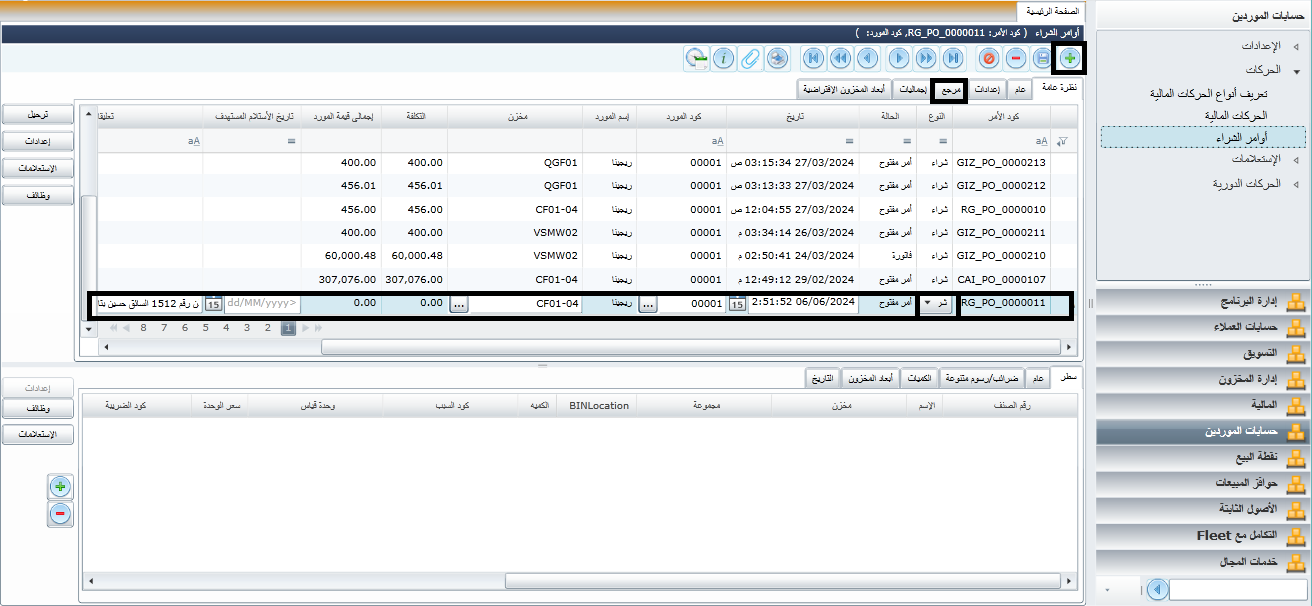 الصفحة الرئيسية
أوامر الشراء ( كود الأمر: RG_PO_0000011, كود المورد: )
حسابات الموردين
الإعدادات
الحركات
تعريف أنواع الحركات المالية
الحركات المالية
أوامر الشراء
الإستعلامات
الحركات الدورية
نظرة عامة عام إعدادات مرجع إجماليات أبعاد المخزون الإفتراضية
ترحيل
إعدادات
الإستعلامات
وظائف
كود الأمر النوع الحالة تاريخ كود المورد إسم المورد مخزن التكلفة إجمالى قيمة المورد تاريخ الأستلام المستهدف تعليقا
aA = = = aA = aA
GIZ_PO_0000213 شراء أمر مفتوح 27/03/2024 03:15:34 ص 00001 ريجينا QGF01 400.00 400.00
GIZ_PO_0000212 شراء أمر مفتوح 27/03/2024 03:13:33 ص 00001 ريجينا QGF01 456.01 456.01
RG_PO_0000010 شراء أمر مفتوح 27/03/2024 12:04:55 ص 00001 ريجينا CF01-04 456.00 456.00
GIZ_PO_0000211 شراء أمر مفتوح 26/03/2024 03:34:14 م 00001 ريجينا VSMW02 400.00 400.00
GIZ_PO_0000210 شراء فاتورة 24/03/2024 02:50:41 م 00001 ريجينا VSMW02 60,000.48 60,000.48
CAI_PO_0000107 شراء أمر مفتوح 29/02/2024 12:49:12 م 00001 ريجينا CF01-04 307,076.00 307,076.00
RG_PO_0000011 شر أمر مفتوح 06/06/2024 2:51:52 15 00001 ... ريجينا CF01-04 ... 0.00 0.00 <dd/MM/yyyy 15 ن رقم 1512 السائق حسين بتا
1 2 3 4 5 6 7 8
سطر عام ضرائب/رسوم متنوعة الكميات أبعاد المخزون التاريخ
إعدادات
وظائف
الإستعلامات
رقم الصنف الإسم مخزن مجموعة BINLocation الكميه كود السبب وحدة قياس سعر الوحدة كود الضريبة
إدارة البرنامج
حسابات العملاء
التسويق
إدارة المخزون
المالية
حسابات الموردين
نقطة البيع
حوافز المبيعات
الأصول الثابتة
التكامل مع Fleet
خدمات المجال